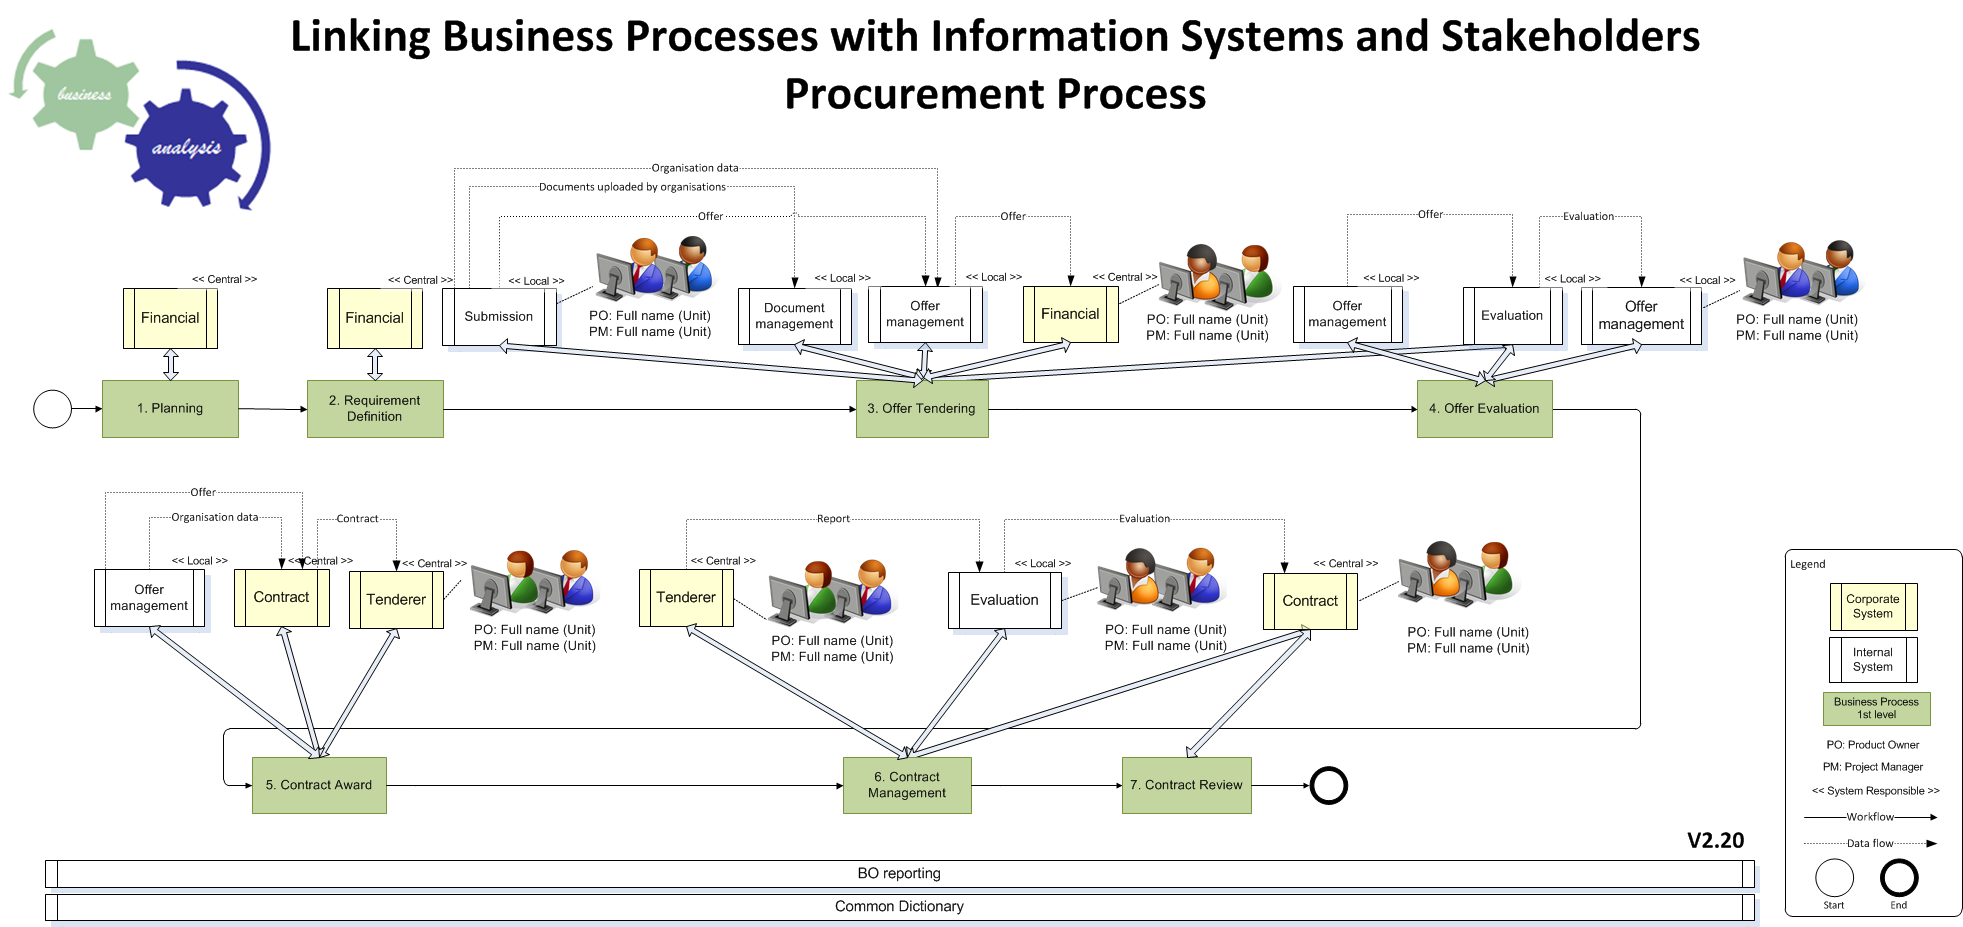 Linking Business Processes with Information Systems and Stakeholders
Procurement Process
business
analysis
Organisation data
Documents uploaded by organisations
Offer
Offer
Offer
Evaluation
<< Central >>
<< Central >>
<< Local >>
<< Local >>
<< Local >>
<< Central >>
<< Local >>
<< Local >>
<< Local >>
Financial
Financial
Submission
PO: Full name (Unit)
PM: Full name (Unit)
Document
management
Offer
management
Financial
PO: Full name (Unit)
PM: Full name (Unit)
Offer
management
Evaluation
Offer
management
PO: Full name (Unit)
PM: Full name (Unit)
1. Planning
2. Requirement
Definition
3. Offer Tendering
4. Offer Evaluation
Offer
Organisation data
Contract
Report
Evaluation
<< Local >>
<< Central >>
<< Central >>
<< Central >>
<< Local >>
<< Central >>
Offer
management
Contract
Tenderer
PO: Full name (Unit)
PM: Full name (Unit)
Tenderer
PO: Full name (Unit)
PM: Full name (Unit)
Evaluation
PO: Full name (Unit)
PM: Full name (Unit)
Contract
PO: Full name (Unit)
PM: Full name (Unit)
5. Contract Award
6. Contract
Management
7. Contract Review
Legend
Corporate
System
Internal
System
Business Process
1st level
PO: Product Owner
PM: Project Manager
<< System Responsible >>
Workflow
Data flow
Start
End
V2.20
BO reporting
Common Dictionary